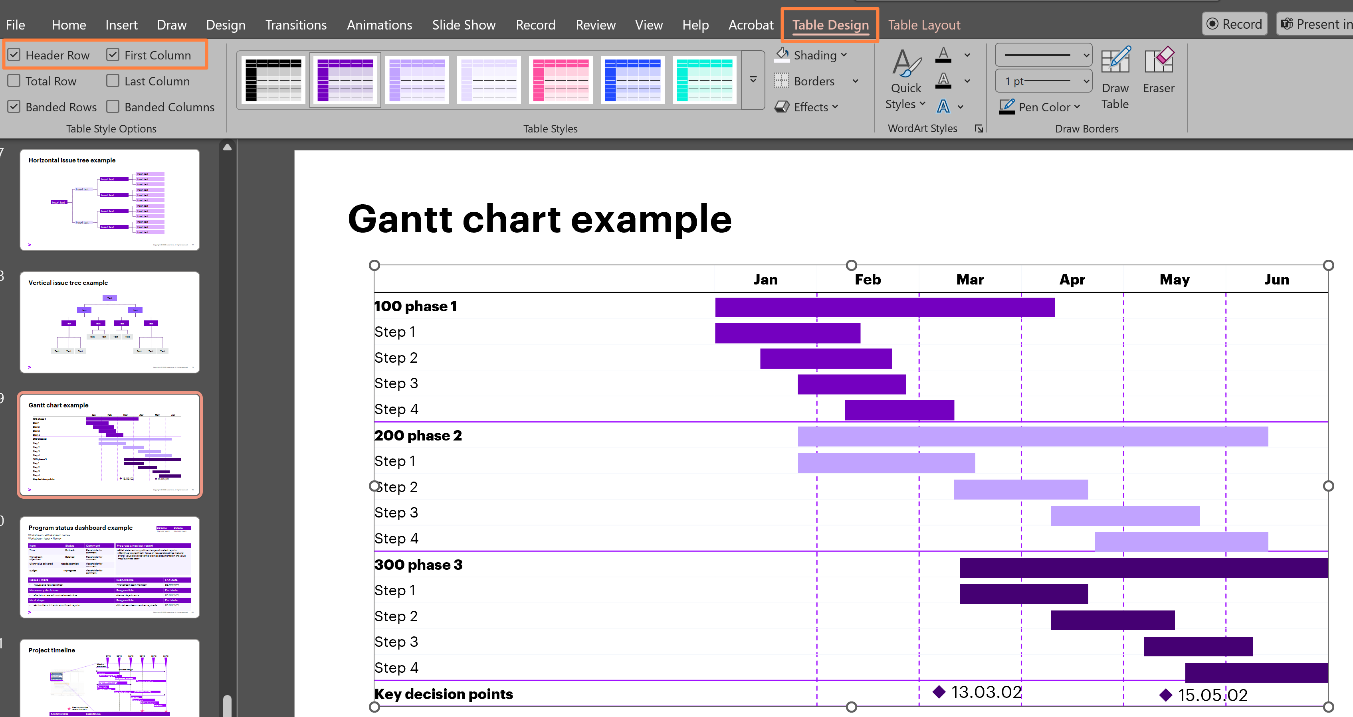 File Home Insert Draw Design Transitions Animations Slide Show Record Review View Help Acrobat Table Design Table Layout Record Present in
Header Row First Column
Total Row Last Column
Banded Rows Banded Columns
Table Style Options
Table Styles
Shading
Borders
Effects
Quick
Styles
WordArt Styles
1 pt
Pen Color
Draw
Table
Eraser
Draw Borders
Horizontal issue tree example
Vertical issue tree example
Gantt chart example
Program status dashboard example
Project timeline
Gantt chart example
Jan Feb Mar Apr May Jun
100 phase 1
Step 1
Step 2
Step 3
Step 4
200 phase 2
Step 1
Step 2
Step 3
Step 4
300 phase 3
Step 1
Step 2
Step 3
Step 4
Key decision points 13.03.02 15.05.02